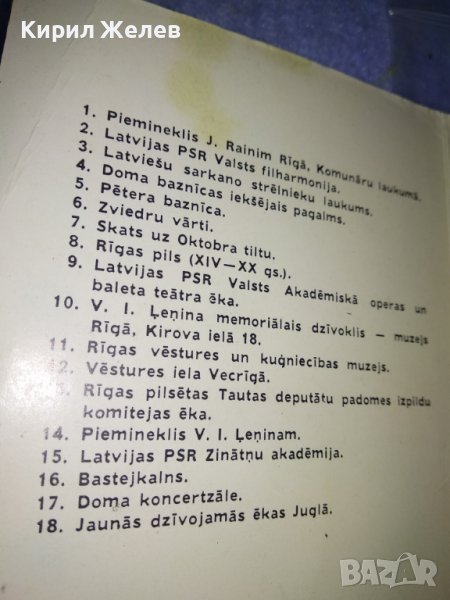 Кирил Желев
1. Piemineklis J. Rainim Rīgā, Komunāru laukumā.
2. Latvijas PSR Valsts filharmonija.
3. Latviešu sarkano strēlnieku laukums.
4. Doma baznīcas iekšējais pagalms.
5. Pētera baznīca.
6. Zviedru vārti.
7. Skats uz Oktobra tiltu.
8. Rīgas pils (XIV—XX gs.).
9. Latvijas PSR Valsts Akadēmiskā operas un
baleta teātra ēka.
10. V. I. Ļeņina memoriālais dzīvoklis — muzejs
Rīgā, Kirova ielā 18.
11. Rīgas vēstures un kuģniecības muzejs.
12. Vēstures iela Vecrīgā.
13. Rīgas pilsētas Tautas deputātu padomes izpildu
komitejas ēka.
14. Piemineklis V. I. Ļeņinam.
15. Latvijas PSR Zinātņu akadēmija.
16. Bastejkalns.
17. Doma koncertzāle.
18. Jaunās dzīvojamās ēkas Juglā.
BAZAR